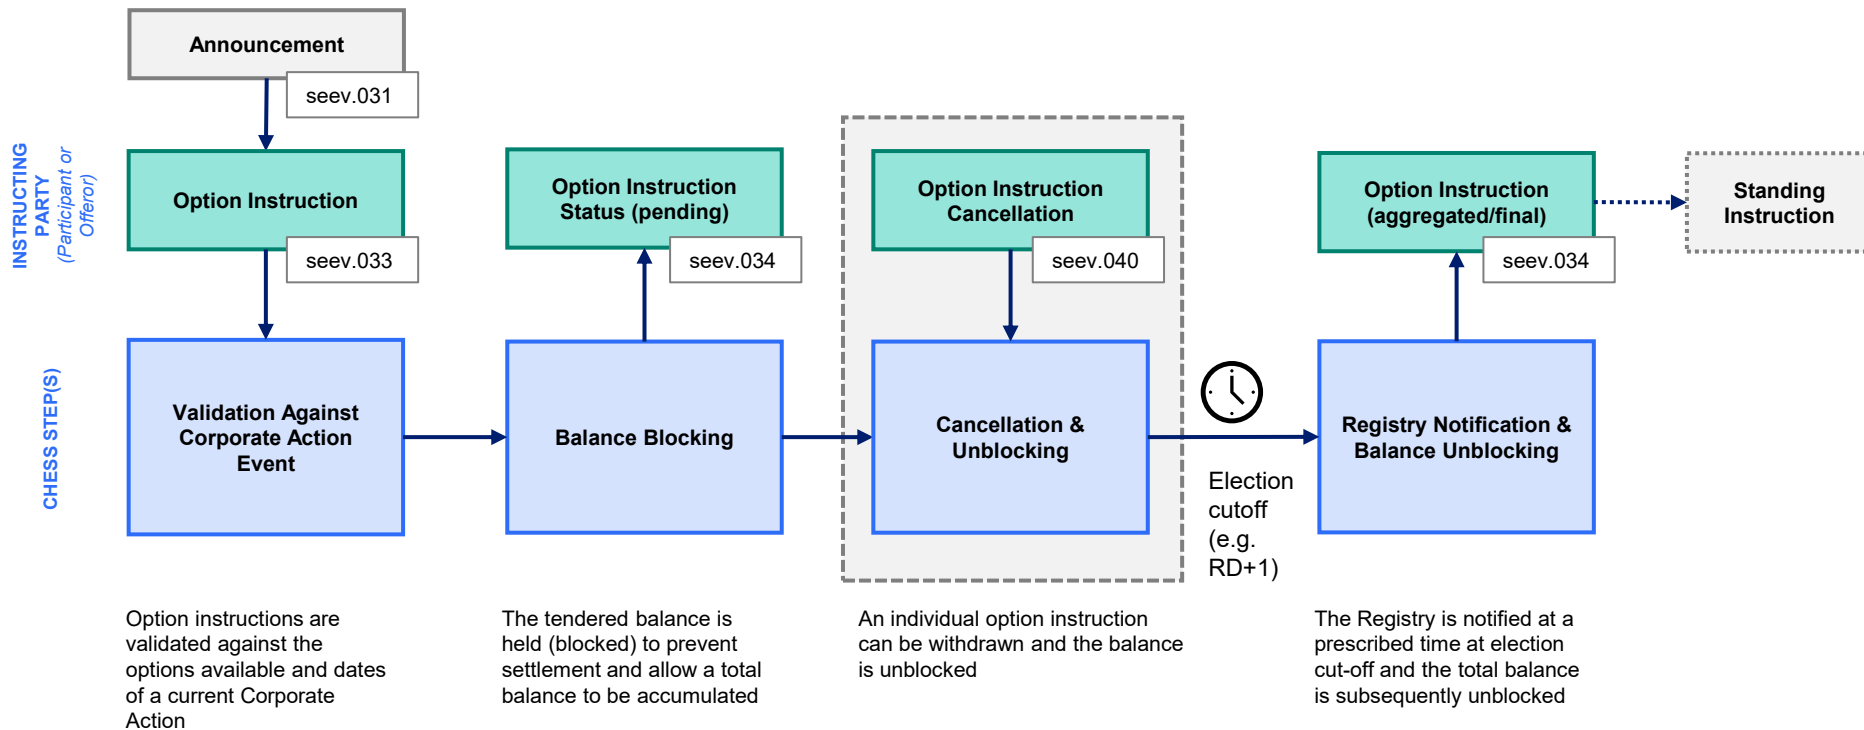 Announcement
seev.031
INSTRUCTING
PARTY
(Participant or
Offeror)
Option Instruction
seev.033
Option Instruction
Status (pending)
seev.034
Option Instruction
Cancellation
seev.040
Option Instruction
(aggregated/final)
seev.034
Standing
Instruction
CHESS STEP(S)
Validation Against
Corporate Action
Event
Balance Blocking
Cancellation &
Unblocking
Election
cutoff
(e.g.
RD+1)
Registry Notification &
Balance Unblocking
Option instructions are
validated against the
options available and dates
of a current Corporate
Action
The tendered balance is
held (blocked) to prevent
settlement and allow a total
balance to be accumulated
An individual option instruction
can be withdrawn and the balance
is unblocked
The Registry is notified at a
prescribed time at election
cut-off and the total balance
is subsequently unblocked